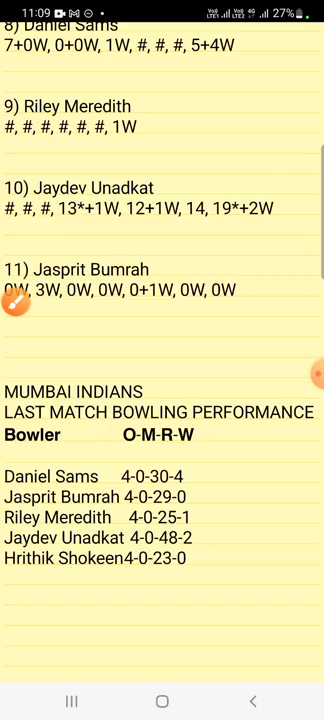 11:09 27%
8) Daniel Sams
7+0W, 0+0W, 1W, #, #, #, 5+4W
9) Riley Meredith
#, #, #, #, #, #, 1W
10) Jaydev Unadkat
#, #, #, 13*+1W, 12+1W, 14, 19*+2W
11) Jasprit Bumrah
0W, 3W, 0W, 0W, 0+1W, 0W, 0W
MUMBAI INDIANS
LAST MATCH BOWLING PERFORMANCE
Bowler O-M-R-W
Daniel Sams 4-0-30-4
Jasprit Bumrah 4-0-29-0
Riley Meredith 4-0-25-1
Jaydev Unadkat 4-0-48-2
Hrithik Shokeen4-0-23-0